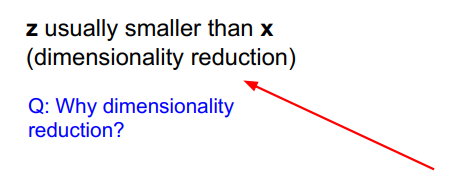 z usually smaller than x
(dimensionality reduction)
Q: Why dimensionality
reduction?